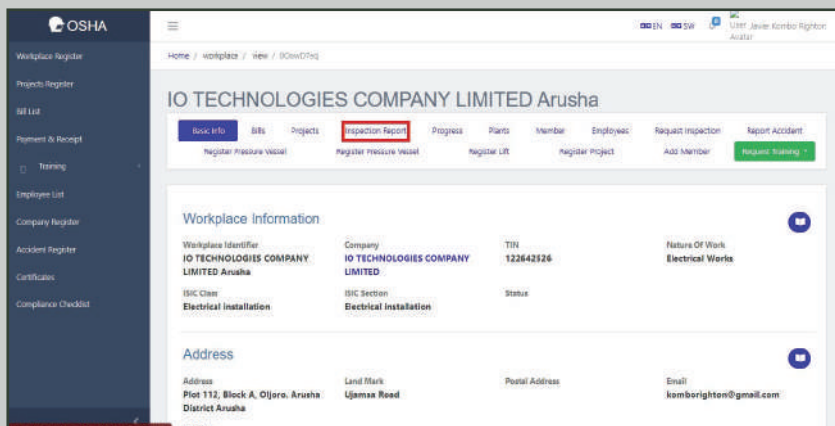 OSHA
EN SW User Avatar Javier Kombo Righton
Workplace Register
Projects Register
Bill List
Payment & Receipt
Training
Employee List
Company Register
Accident Register
Certificates
Compliance Checklist
Home / workplace / view /
IO TECHNOLOGIES COMPANY LIMITED Arusha
Basic Info Bills Projects Inspection Report Progress Plants Member Employees Request Inspection Report Accident
Register Pressure Vessel Register Pressure Vessel Register Lift Register Project Add Member Request Training
Workplace Information
Workplace Identifier Company TIN Nature Of Work
IO TECHNOLOGIES COMPANY IO TECHNOLOGIES COMPANY 122642526 Electrical Works
LIMITED Arusha LIMITED
ISIC Class ISIC Section Status
Electrical installation Electrical installation
Address
Address Land Mark Postal Address Email
Plot 112, Block A, Oljoro. Arusha Ujamaa Road komborighton@gmail.com
District Arusha